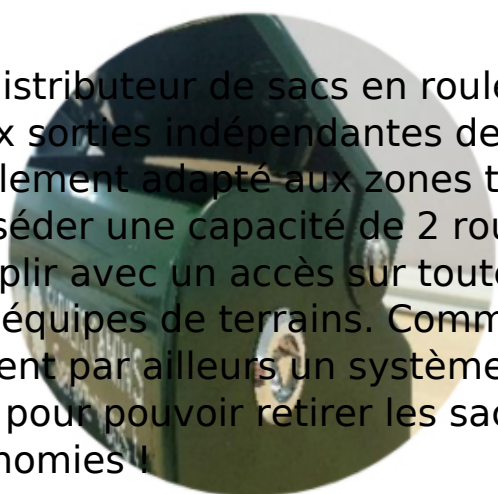 istributeur de sacs en roule
x sorties indépendantes de
lement adapté aux zones t
séder une capacité de 2 rou
plir avec un accès sur toute
équipes de terrains. Comm
ent par ailleurs un système
pour pouvoir retirer les sac
nomies !